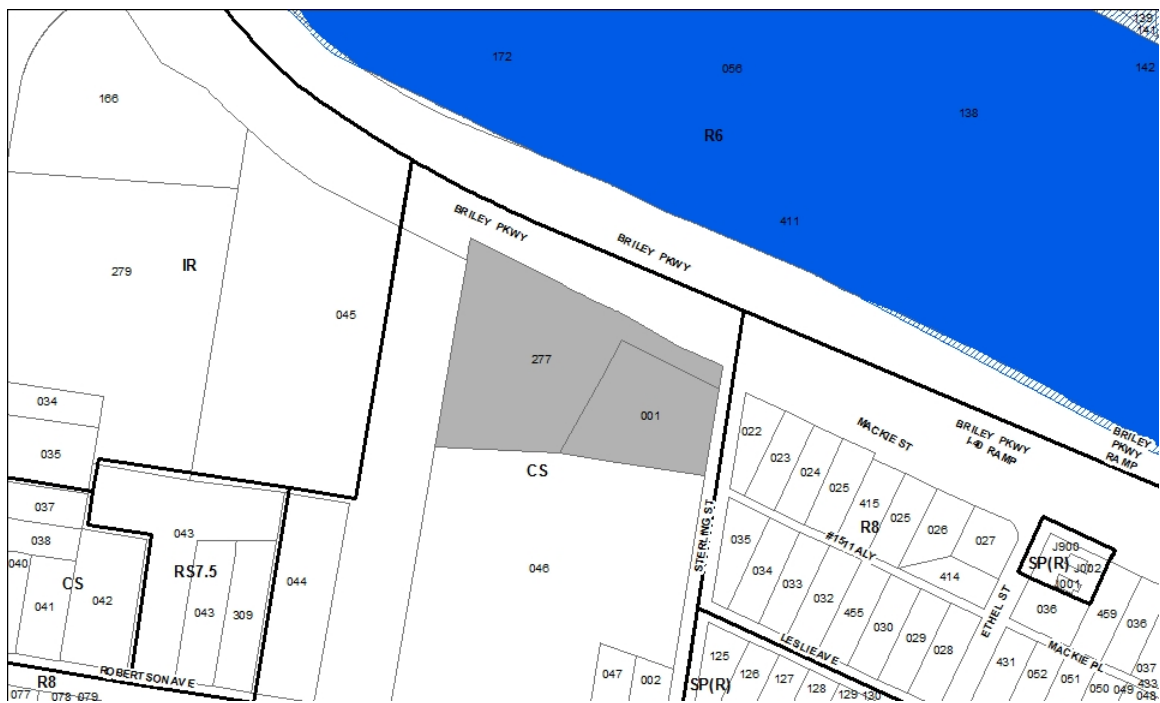 139
141
172
056
142
166
138
R6
411
BRILEY PKWY
BRILEY PKWY
IR
279
045
277
001
034
035
022
023
024
025
415
025
026
027
MACKIE ST
BRILEY PKWY
I-40 RAMP
BRILEY
PKWY
RAMP
CS
R8
#1511 ALY
414
STERLING ST
037
038
040
041
CS
042
043
RS7.5
043
309
044
046
035
034
033
032
455
030
029
028
ETHEL ST
J900
J002
SP(R)
J001
036
459
036
037
MACKIE PL
LESLIE AVE
431
052
051
050
049
433
048
047
002
SP(R)
125
126
127
128
129
130
ROBERTSON AVE
R8
077
078
079